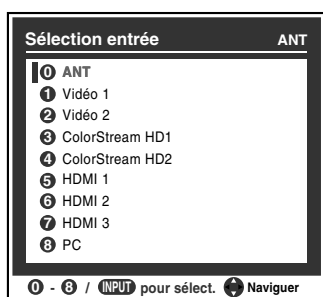 Sélection entrée ANT
0 ANT
1 Vidéo 1
2 Vidéo 2
3 ColorStream HD1
4 ColorStream HD2
5 HDMI 1
6 HDMI 2
7 HDMI 3
8 PC
0 - 8 / INPUT pour sélect. Naviguer